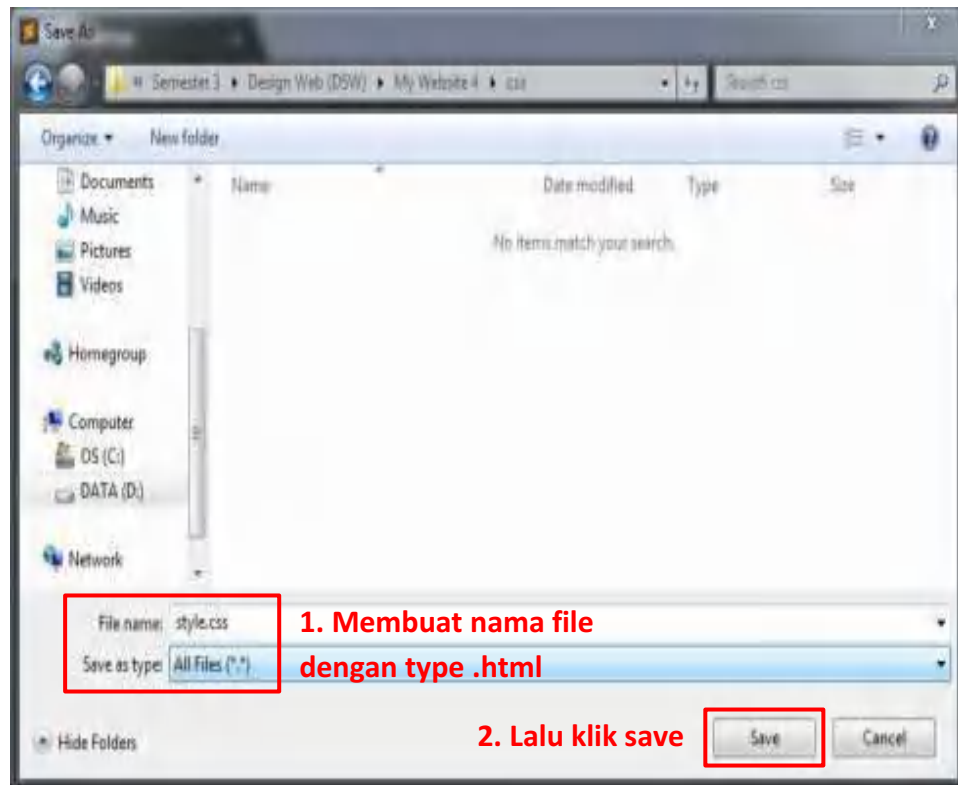 Save As
« Semester 3 ▸ Design Web (DSW) ▸ My Website 4 ▸ css
Search css
Organize
New folder
Name
Date modified
Type
Size
No items match your search.
Documents
Music
Pictures
Videos
Homegroup
Computer
OS (C:)
DATA (D:)
Network
File name: style.css
1. Membuat nama file
Save as type: All Files (*.*)
dengan type .html
Hide Folders
2. Lalu klik save
Save
Cancel